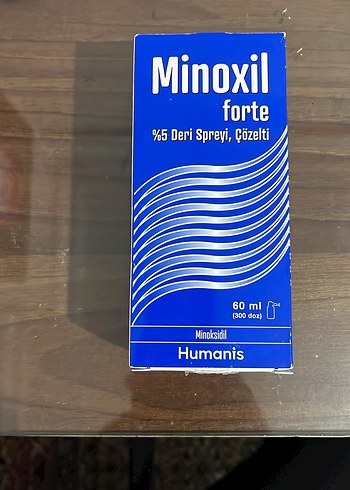 Minoxil
forte
%5 Deri Spreyi, Çözelti
60 ml
(300 doz)
Minoksidil
Humanis